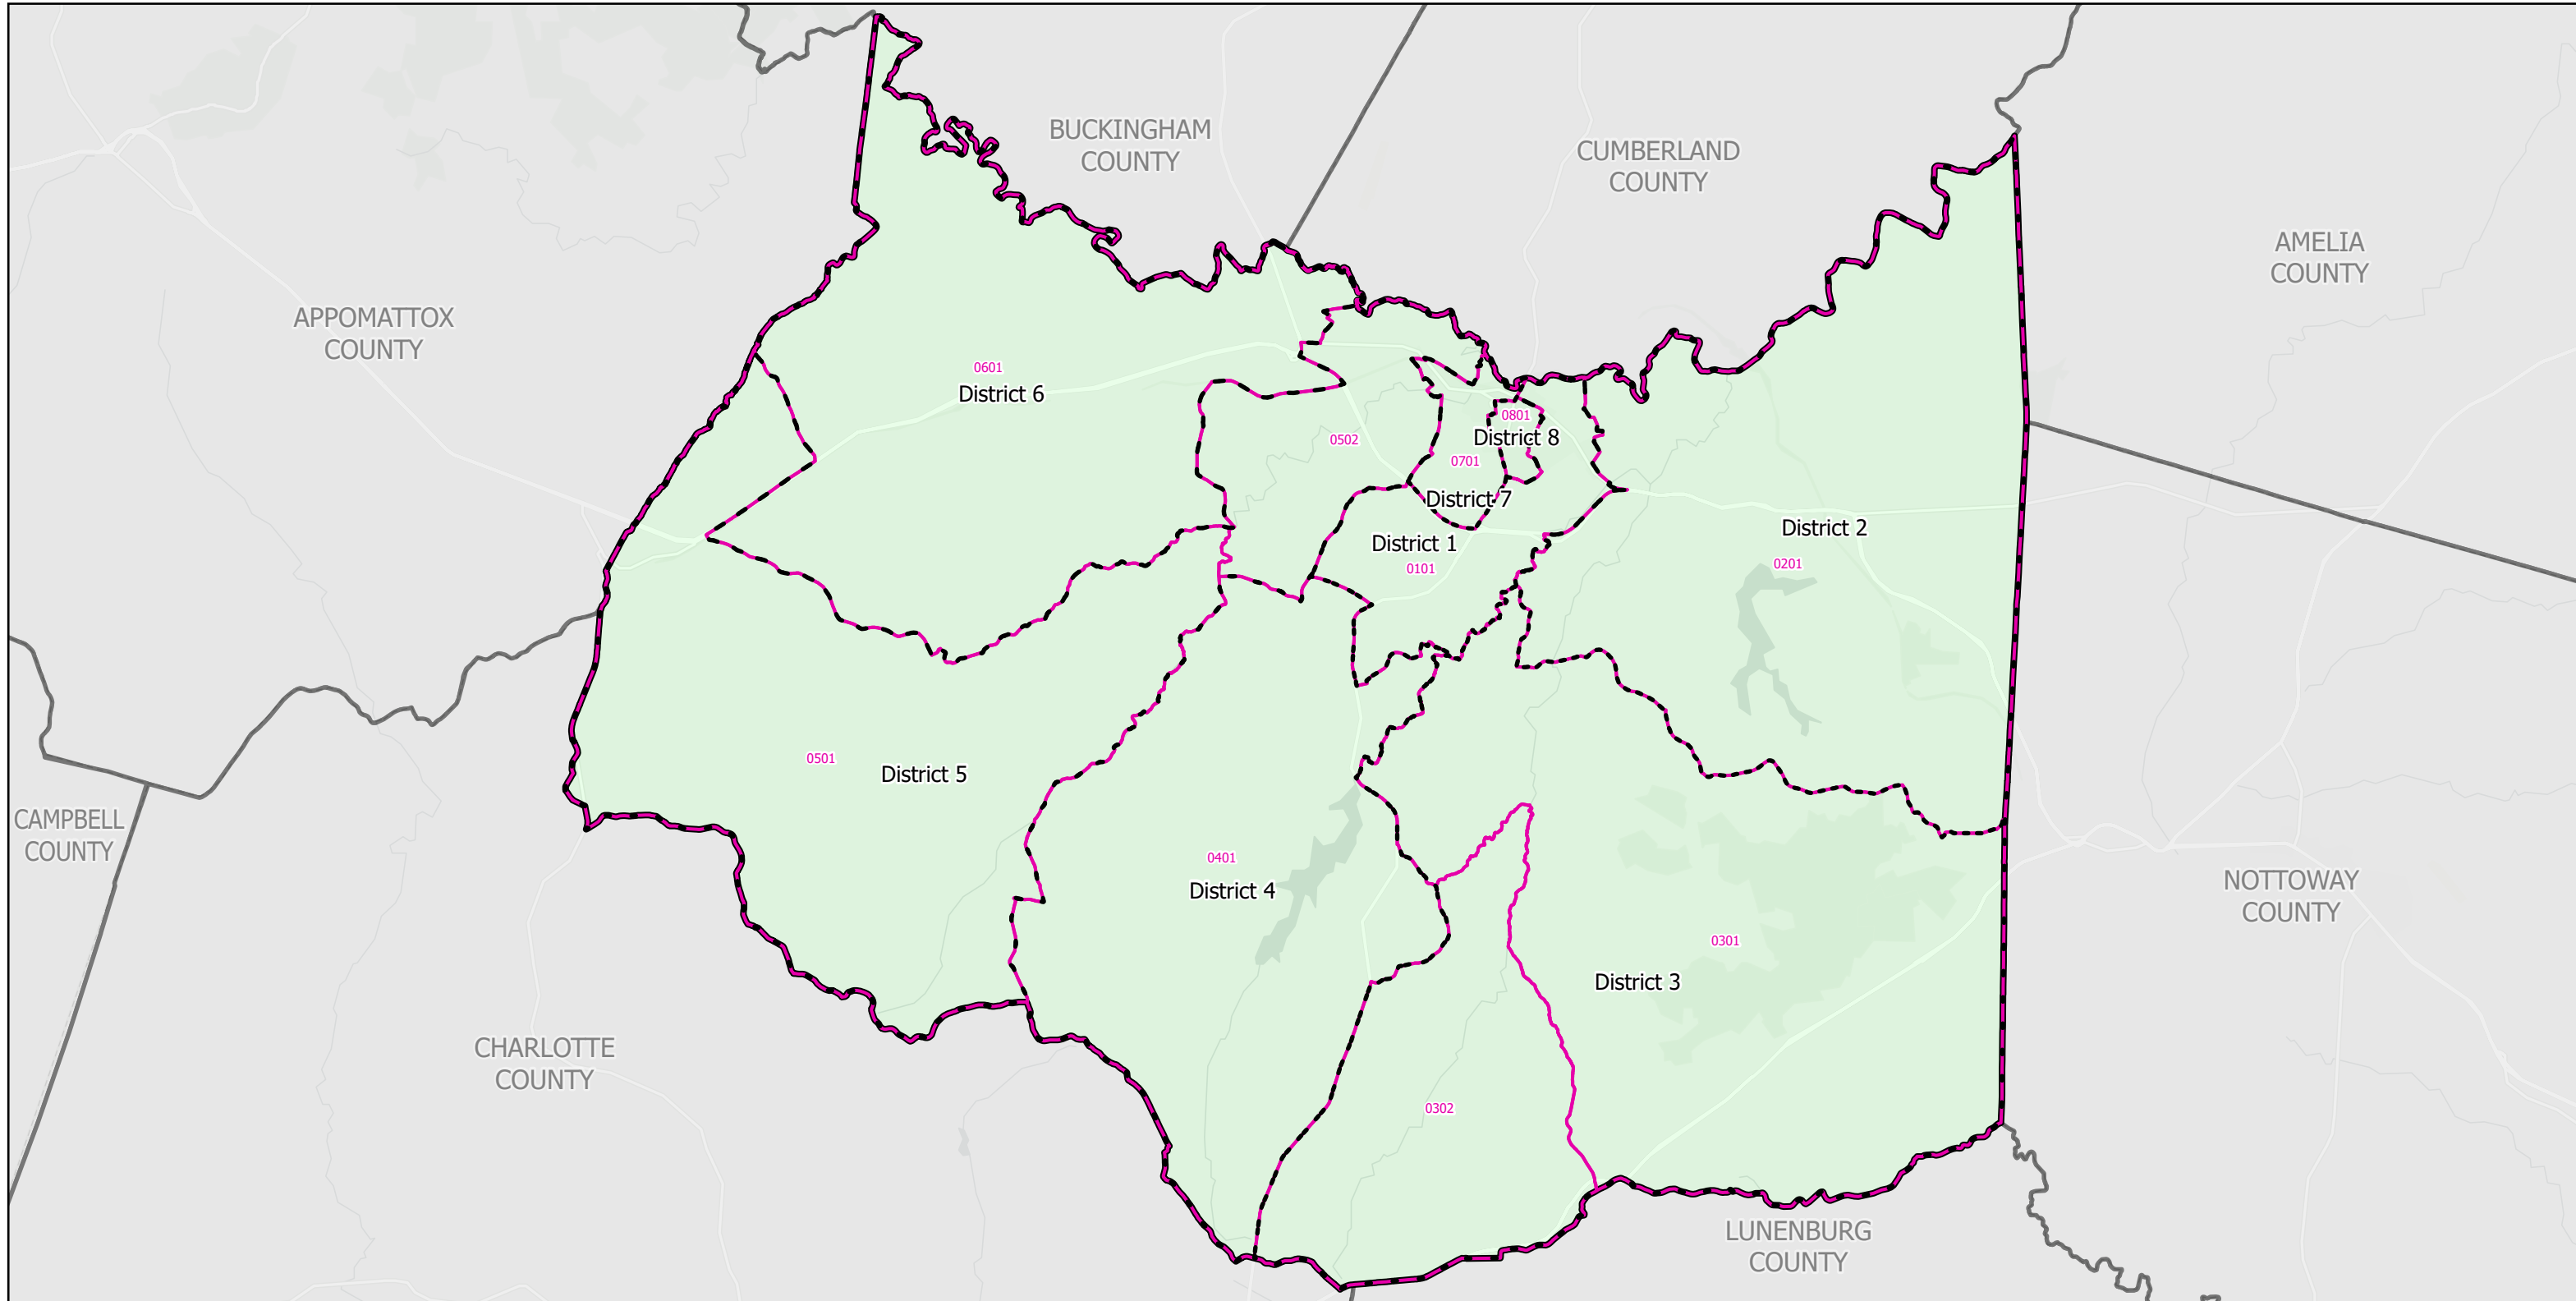 BUCKINGHAM
COUNTY
CUMBERLAND
COUNTY
AMELIA
COUNTY
APPOMATTOX
COUNTY
0601
District 6
0801
District 8
0502
0701
District 7
District 2
0201
District 1
0101
0501
District 5
CAMPBELL
COUNTY
0401
District 4
NOTTOWAY
COUNTY
0301
District 3
CHARLOTTE
COUNTY
0302
LUNENBURG
COUNTY